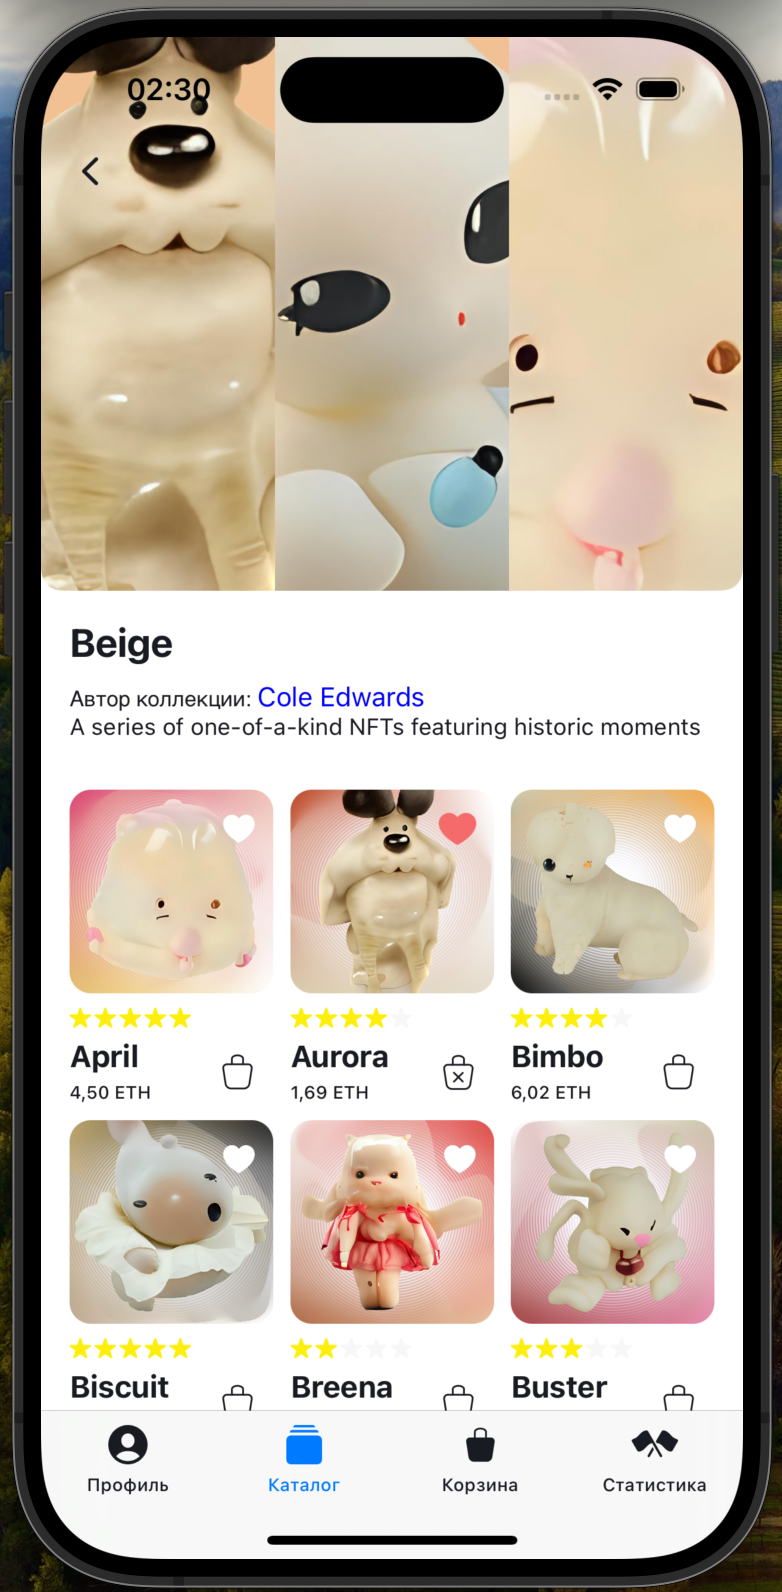 02:30
Beige
Автор коллекции: Cole Edwards
A series of one-of-a-kind NFTs featuring historic moments
April
4,50 ETH
Aurora
1,69 ETH
Bimbo
6,02 ETH
Biscuit
Breena
Buster
Профиль
Каталог
Корзина
Статистика